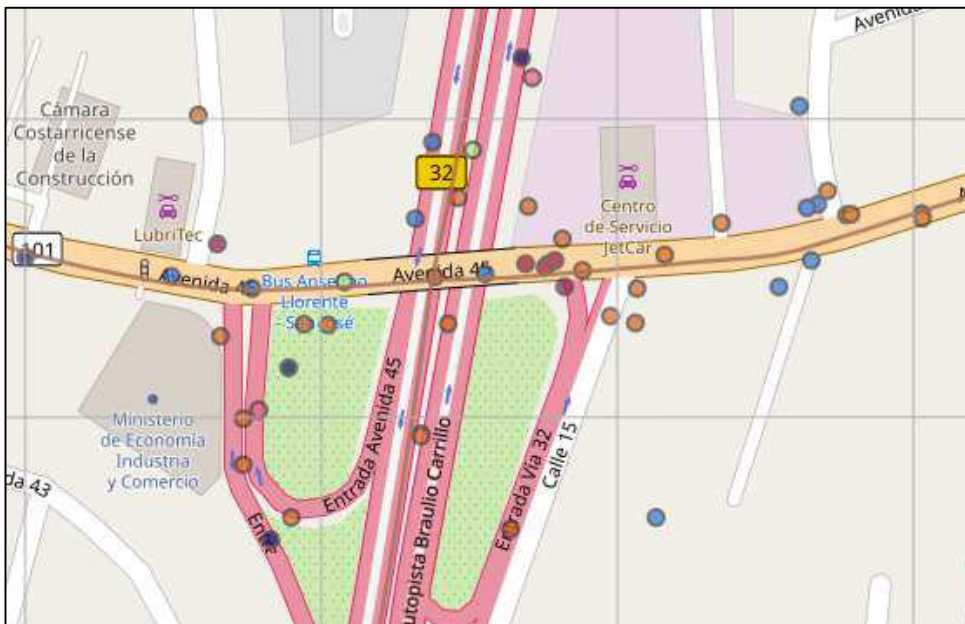 Avenida
Cámara
Costarricense
de la
Construcción
32
LubriTec
Centro
de Servicio
JetCar
101
Avenida 45
Bus Anselmo
Llorente
- San José
Avenida 45
Ministerio
de Economía
Industria
y Comercio
da 43
Entrada Avenida 45
Autopista Braulio Carrillo
Entrada Vía 32
Calle 15